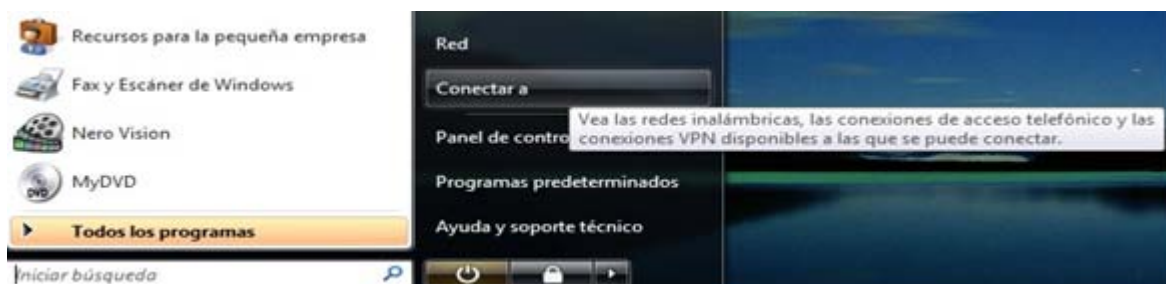 Recursos para la pequeña empresa
Fax y Escáner de Windows
Nero Vision
DVD
MyDVD
Todos los programas
Iniciar búsqueda
Red
Conectar a
Vea las redes inalámbricas, las conexiones de acceso telefónico y las
conexiones VPN disponibles a las que se puede conectar.
Panel de contro
Programas predeterminados
Ayuda y soporte técnico